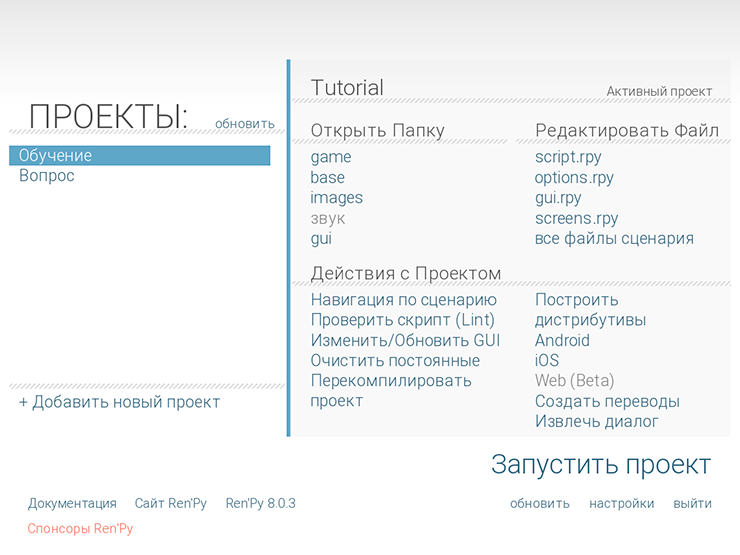 ПРОЕКТЫ: обновить
Обучение
Вопрос
+ Добавить новый проект
Tutorial Активный проект
Открыть Папку
game
base
images
звук
gui
Редактировать Файл
script.rpy
options.rpy
gui.rpy
screens.rpy
все файлы сценария
Действия с Проектом
Навигация по сценарию
Проверить скрипт (Lint)
Изменить/Обновить GUI
Очистить постоянные
Перекомпилировать
проект
Построить
дистрибутивы
Android
iOS
Web (Beta)
Создать переводы
Извлечь диалог
Запустить проект
Документация Сайт Ren'Py Ren'Py 8.0.3 обновить настройки выйти
Спонсоры Ren'Py